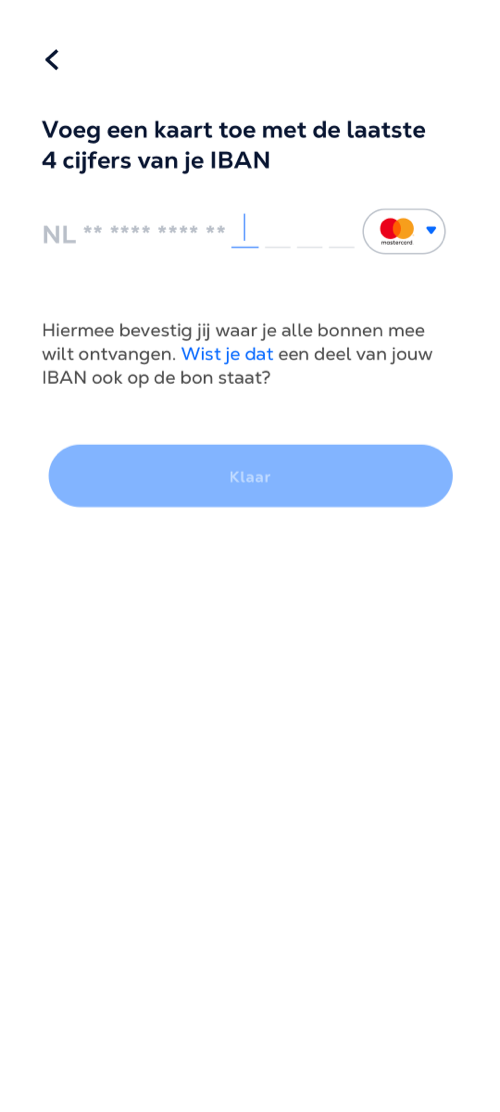 Voeg een kaart toe met de laatste
4 cijfers van je IBAN
NL ** **** **** **
mastercard
Hiermee bevestig jij waar je alle bonnen mee
wilt ontvangen. Wist je dat een deel van jouw
IBAN ook op de bon staat?
Klaar